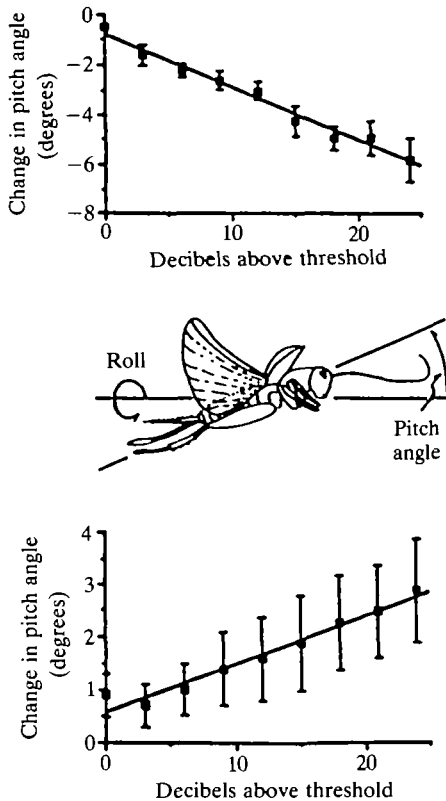 Change in pitch angle
(degrees)
−0
−2
−4
−6
−8
0
10
20
Decibels above threshold
Roll
Pitch
angle
Change in pitch angle
(degrees)
4
3
2
1
0
0
10
20
Decibels above threshold